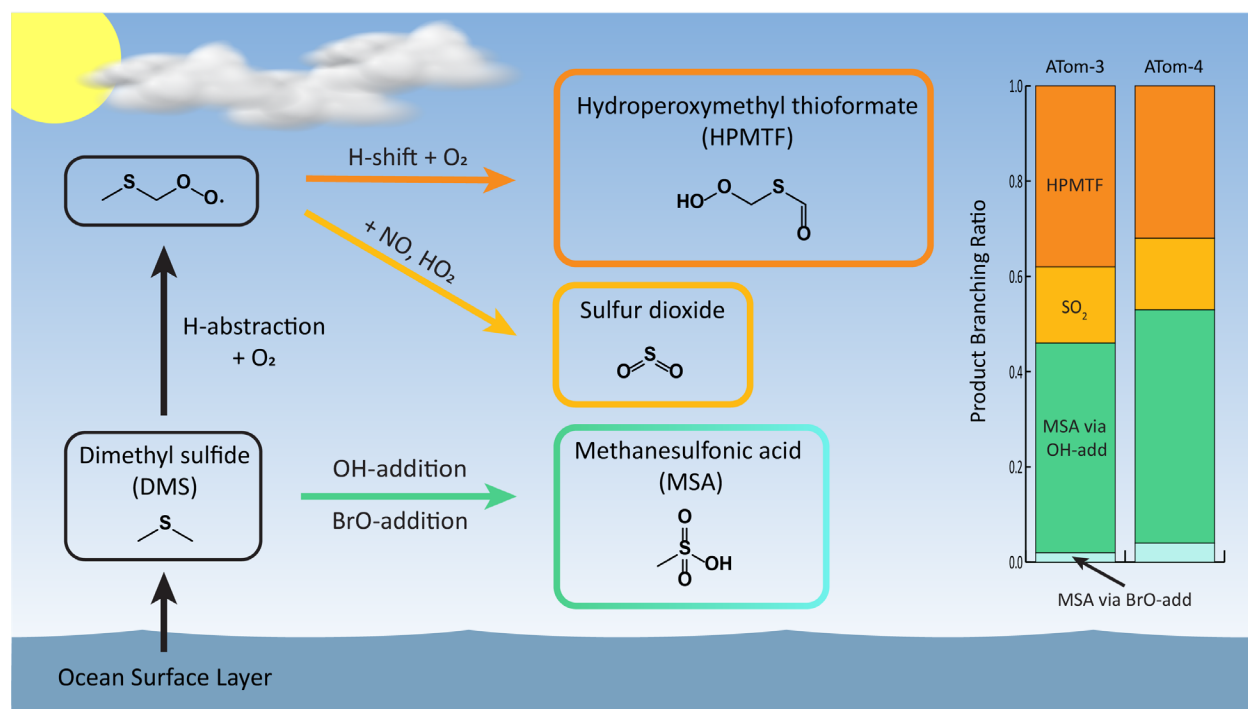 Hydroperoxymethyl thioformate
(HPMTF)
HO
O
S
O
H-shift + O₂
S
O
O·
+ NO, HO₂
H-abstraction
+ O₂
Sulfur dioxide
S
O
O
Dimethyl sulfide
(DMS)
S
OH-addition
BrO-addition
Methanesulfonic acid
(MSA)
O
S
OH
O
Ocean Surface Layer
ATom-3
ATom-4
Product Branching Ratio
1.0
0.8
0.6
0.4
0.2
0.0
HPMTF
SO₂
MSA via
OH-add
MSA via BrO-add